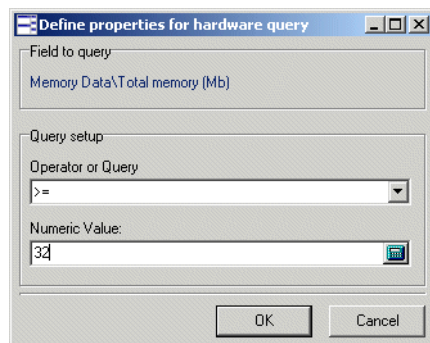 Define properties for hardware query
Field to query
Memory Data\Total memory (Mb)
Query setup
Operator or Query
>=
Numeric Value:
32
OK
Cancel